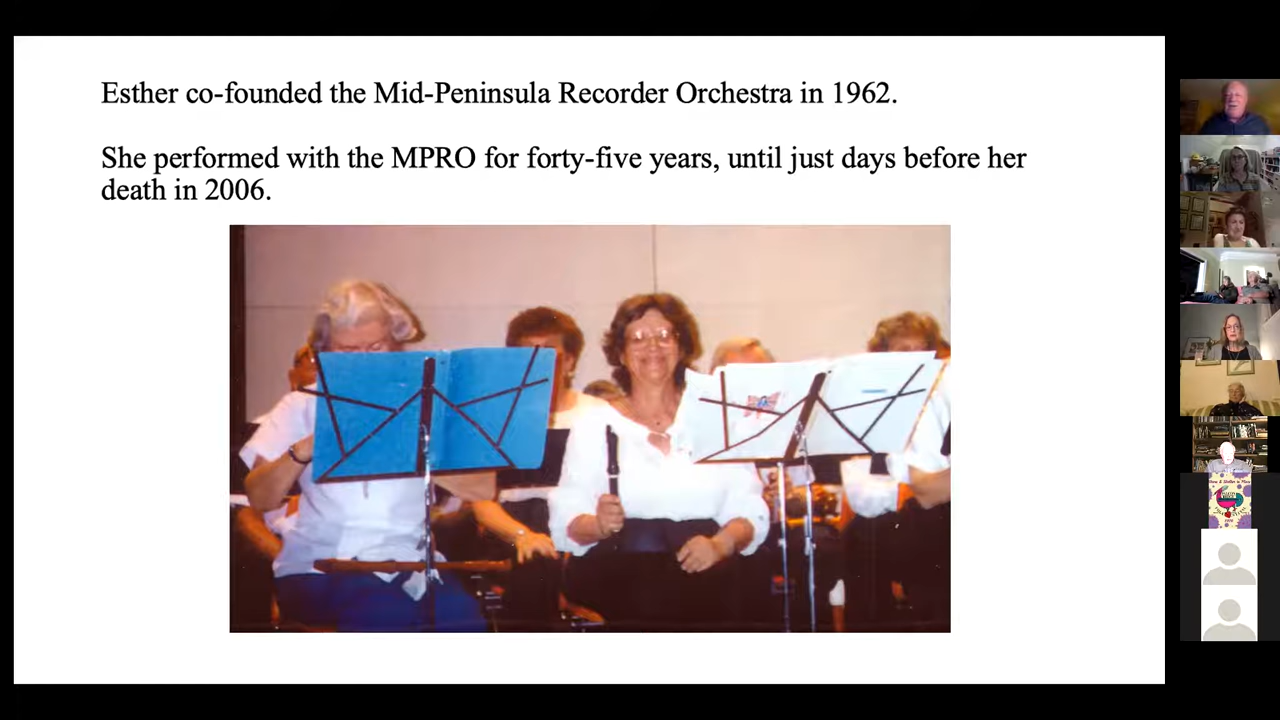 Esther co-founded the Mid-Peninsula Recorder Orchestra in 1962.
She performed with the MPRO for forty-five years, until just days before her
death in 2006.